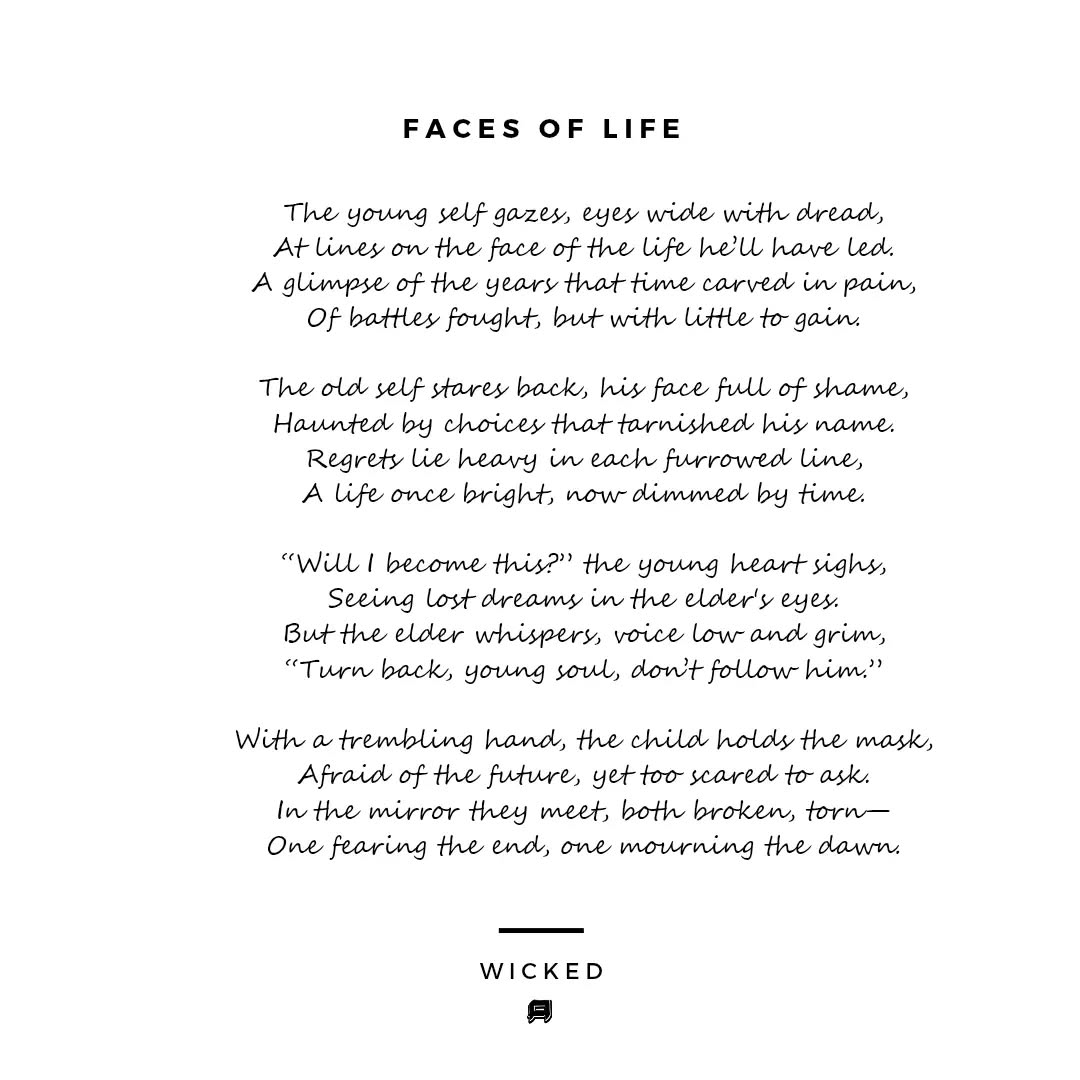 FACES OF LIFE
The young self gazes, eyes wide with dread,
At lines on the face of the life he’ll have led.
A glimpse of the years that time carved in pain,
Of battles fought, but with little to gain.
The old self stares back, his face full of shame,
Haunted by choices that tarnished his name.
Regrets lie heavy in each furrowed line,
A life once bright, now dimmed by time.
“Will I become this?” the young heart sighs,
Seeing lost dreams in the elder's eyes.
But the elder whispers, voice low and grim,
“Turn back, young soul, don’t follow him.”
With a trembling hand, the child holds the mask,
Afraid of the future, yet too scared to ask.
In the mirror they meet, both broken, torn—
One fearing the end, one mourning the dawn.
WICKED